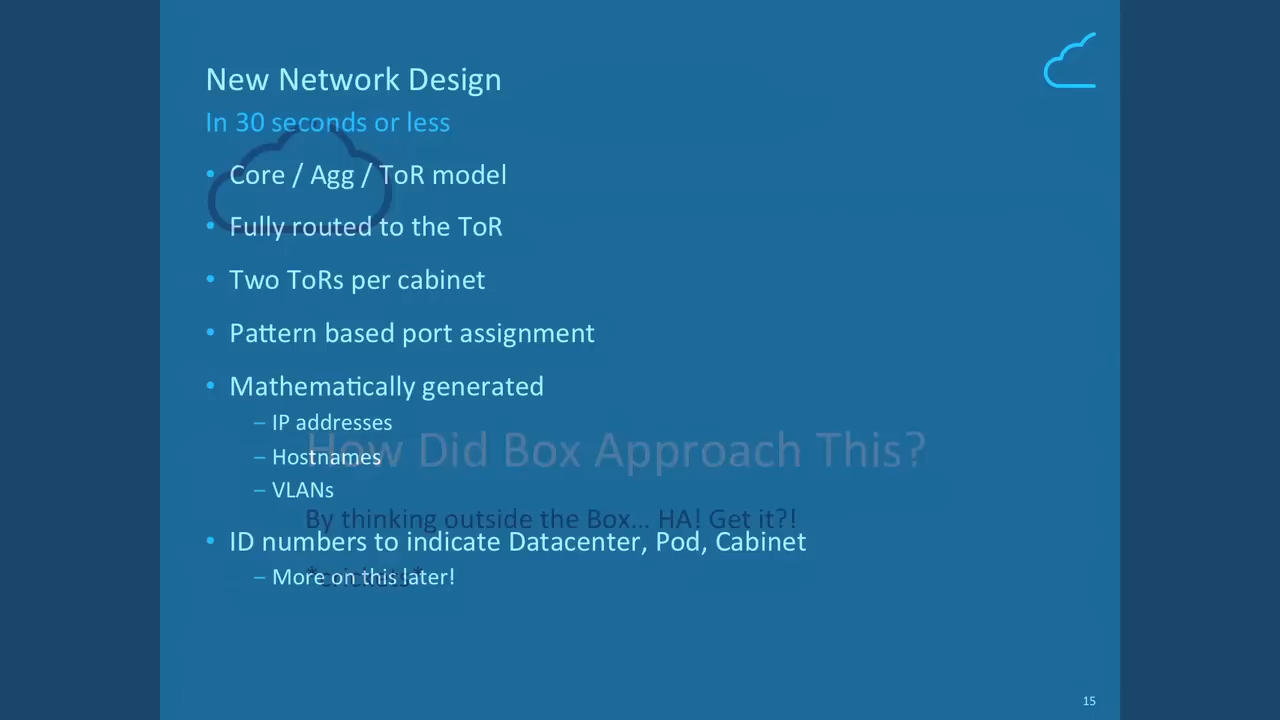 New Network Design
In 30 seconds or less
• Core / Agg / ToR model
• Fully routed to the ToR
• Two ToRs per cabinet
• Pattern based port assignment
• Mathematically generated
– IP addresses
How Did Box Approach This?
– Hostnames
– VLANs
By thinking outside the Box... HA! Get it?!
• ID numbers to indicate Datacenter, Pod, Cabinet
– More on this later!
*crickets*
15